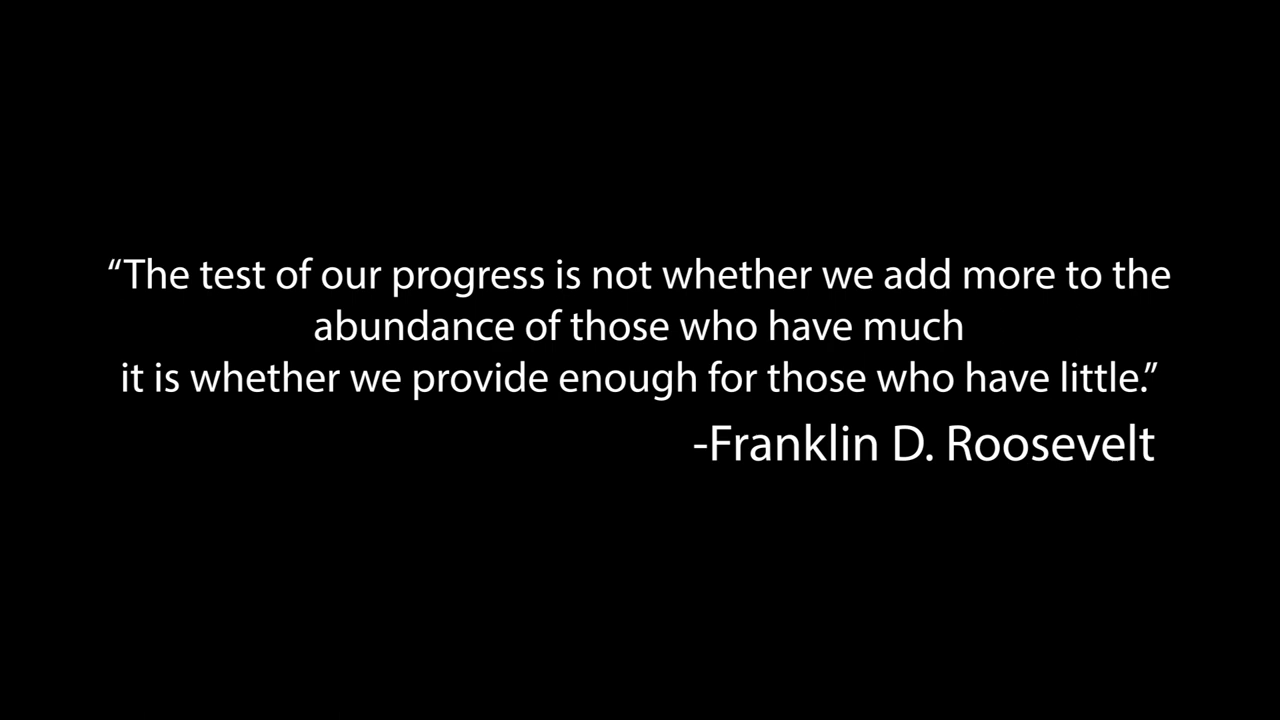 “The test of our progress is not whether we add more to the
abundance of those who have much
it is whether we provide enough for those who have little.”
-Franklin D. Roosevelt